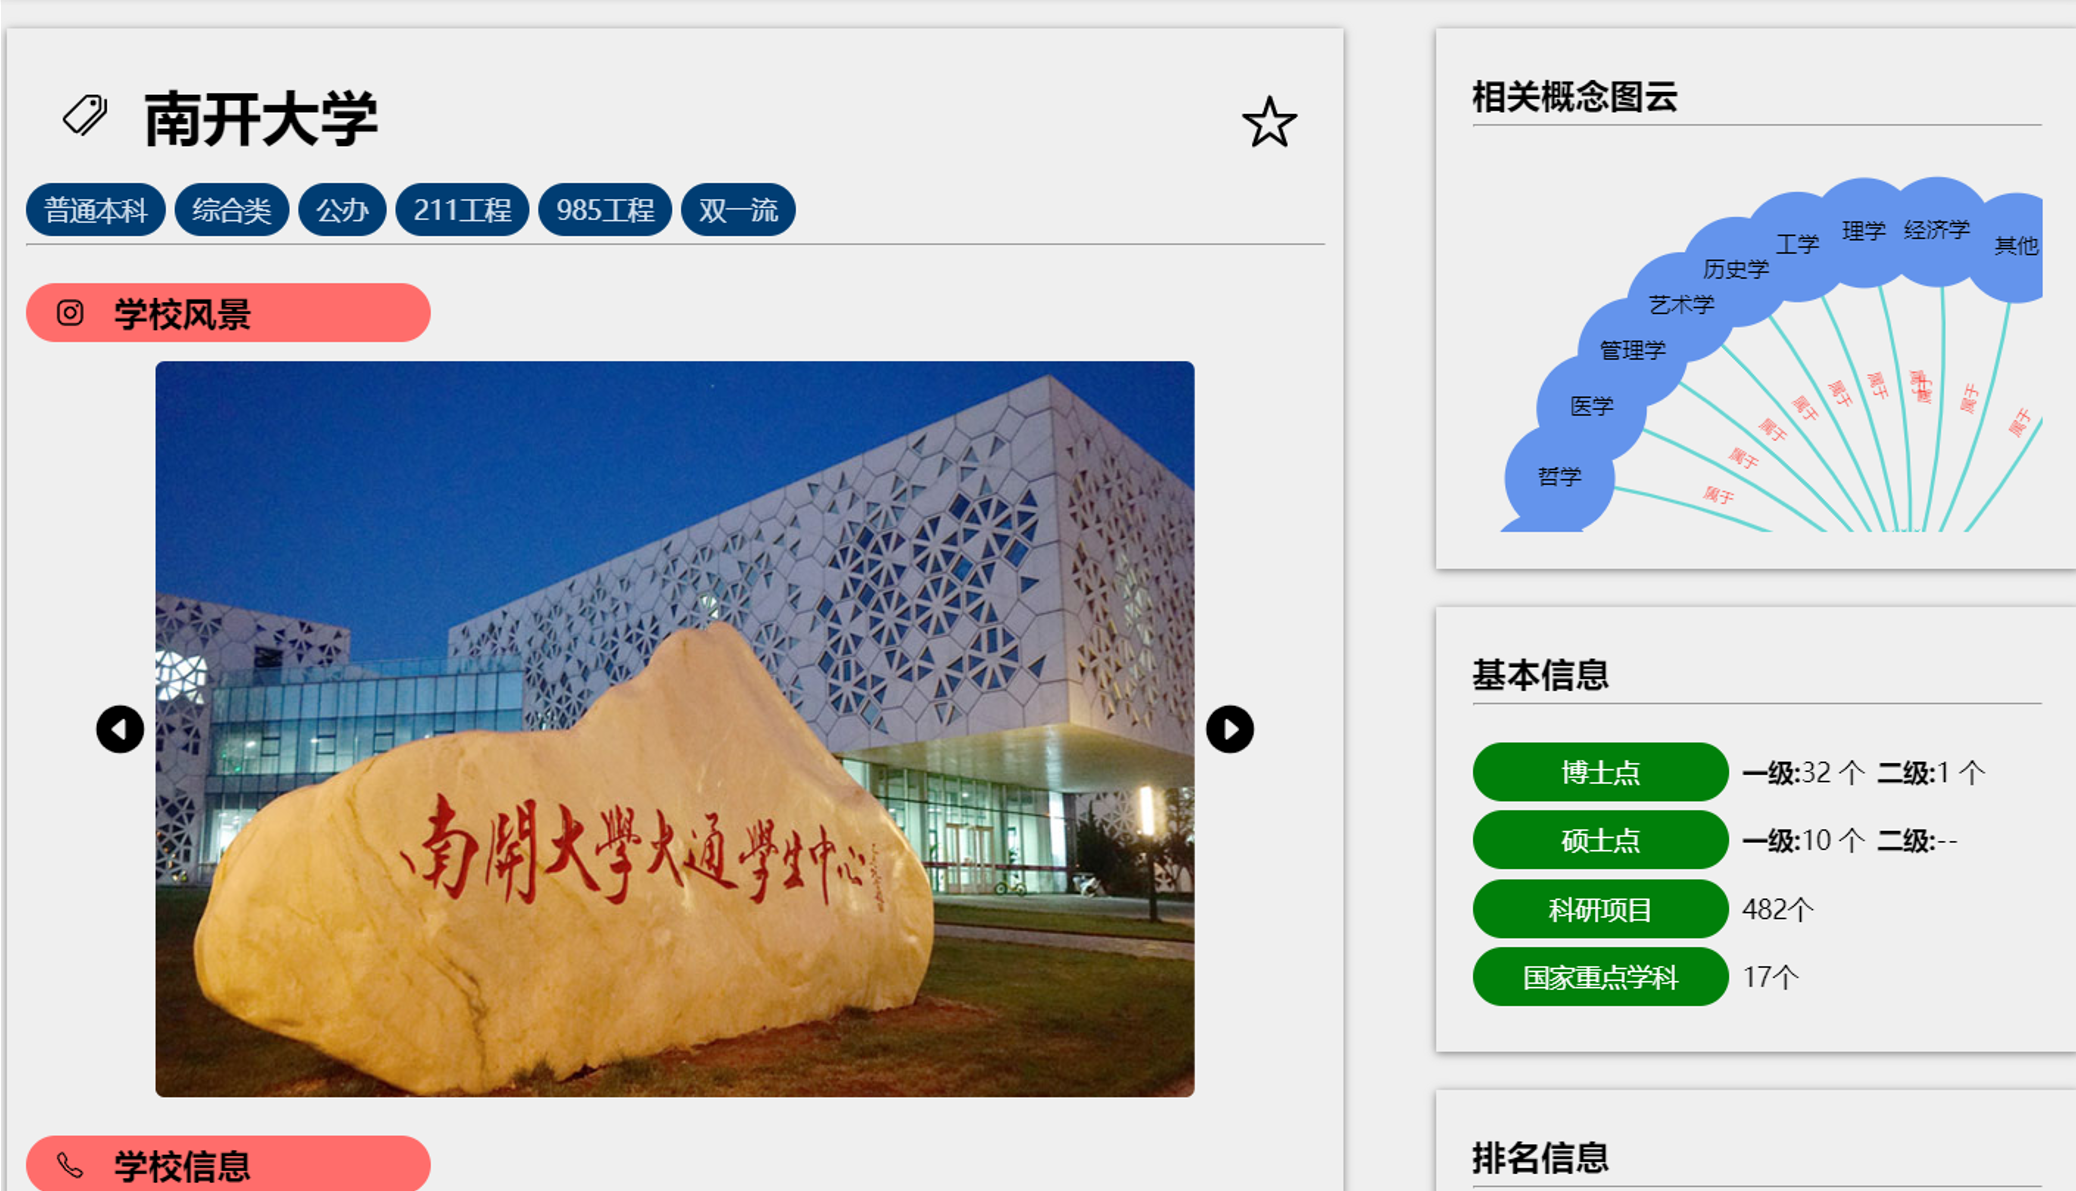 南开大学
普通本科 综合类 公办 211工程 985工程 双一流
学校风景
南開大學大通學生中心
学校信息
相关概念图云
其他
经济学
理学
工学
历史学
艺术学
管理学
医学
哲学
属于
属于
属于
属于
属于
属于
属于
属于
基本信息
博士点 一级:32 个 二级:1 个
硕士点 一级:10 个 二级:--
科研项目 482个
国家重点学科 17个
排名信息